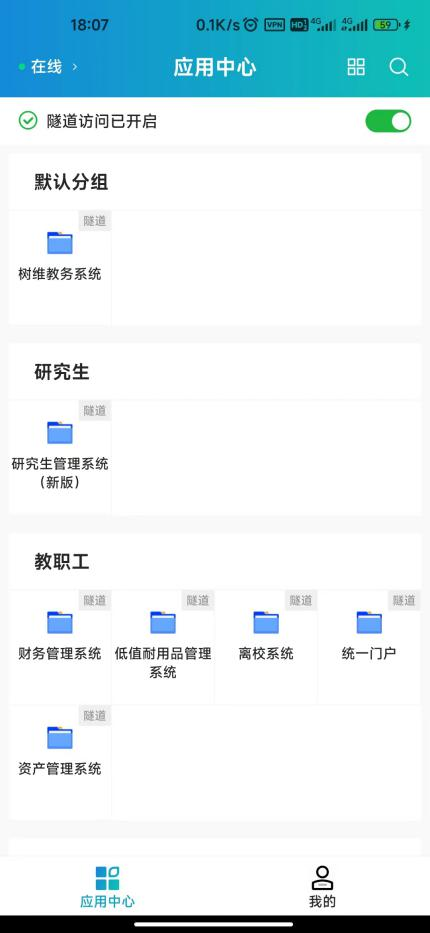 18:07
0.1K/s VPN HD 4G 4G 59
在线
应用中心
隧道访问已开启
默认分组
隧道
树维教务系统
研究生
隧道
研究生管理系统
（新版）
教职工
隧道 隧道 隧道 隧道
财务管理系统 低值耐用品管理 离校系统 统一门户
系统
隧道
资产管理系统
应用中心
我的